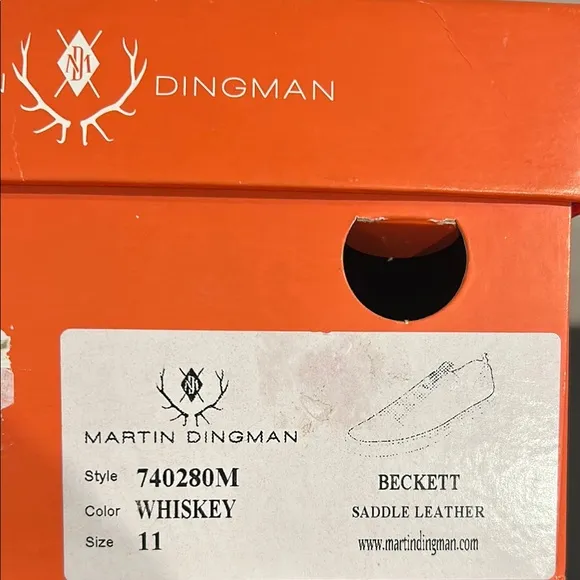 DINGMAN
MARTIN DINGMAN
Style 740280M
Color WHISKEY
Size 11
BECKETT
SADDLE LEATHER
www.martindingman.com